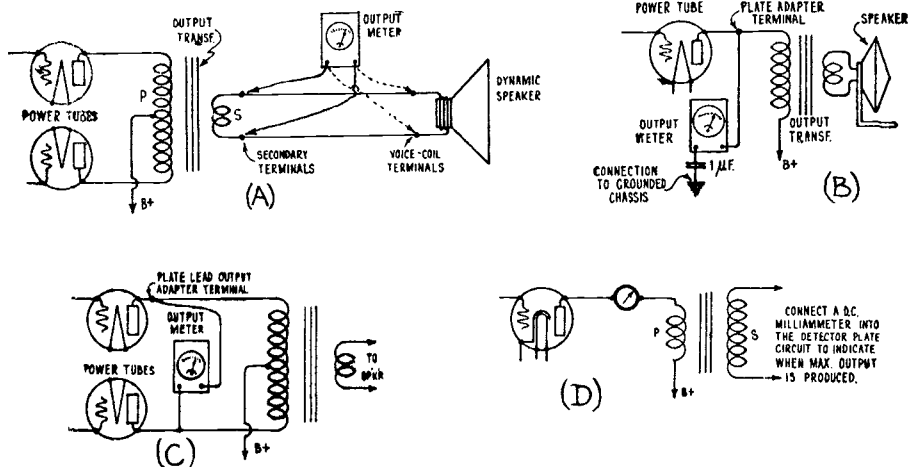 OUTPUT
TRANSF.
P
POWER TUBES
B+
S
OUTPUT
METER
DYNAMIC
SPEAKER
SECONDARY
TERMINALS
VOICE-COIL
TERMINALS
(A)
POWER TUBE
PLATE ADAPTER
TERMINAL
SPEAKER
OUTPUT
METER
OUTPUT
TRANSF.
1 µF.
CONNECTION
TO GROUNDED
CHASSIS
B+
(B)
PLATE LEAD OUTPUT
ADAPTER TERMINAL
OUTPUT
METER
POWER TUBES
TO
SPKR
B+
(C)
P
S
B+
CONNECT A D.C.
MILLIAMMETER INTO
THE DETECTOR PLATE
CIRCUIT TO INDICATE
WHEN MAX. OUTPUT
IS PRODUCED.
(D)